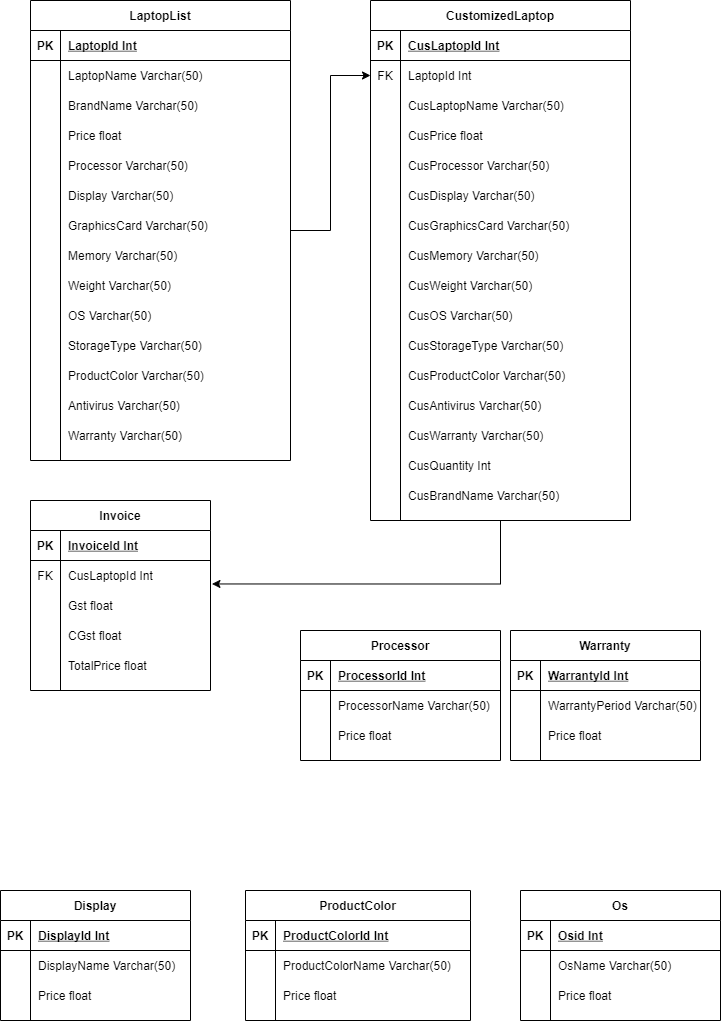 LaptopList
PK LaptopId Int
LaptopName Varchar(50)
BrandName Varchar(50)
Price float
Processor Varchar(50)
Display Varchar(50)
GraphicsCard Varchar(50)
Memory Varchar(50)
Weight Varchar(50)
OS Varchar(50)
StorageType Varchar(50)
ProductColor Varchar(50)
Antivirus Varchar(50)
Warranty Varchar(50)
CustomizedLaptop
PK CusLaptopId Int
FK LaptopId Int
CusLaptopName Varchar(50)
CusPrice float
CusProcessor Varchar(50)
CusDisplay Varchar(50)
CusGraphicsCard Varchar(50)
CusMemory Varchar(50)
CusWeight Varchar(50)
CusOS Varchar(50)
CusStorageType Varchar(50)
CusProductColor Varchar(50)
CusAntivirus Varchar(50)
CusWarranty Varchar(50)
CusQuantity Int
CusBrandName Varchar(50)
Invoice
PK InvoiceId Int
FK CusLaptopId Int
Gst float
CGst float
TotalPrice float
Processor
PK ProcessorId Int
ProcessorName Varchar(50)
Price float
Warranty
PK WarrantyId Int
WarrantyPeriod Varchar(50)
Price float
Display
PK DisplayId Int
DisplayName Varchar(50)
Price float
ProductColor
PK ProductColorId Int
ProductColorName Varchar(50)
Price float
Os
PK Osid Int
OsName Varchar(50)
Price float